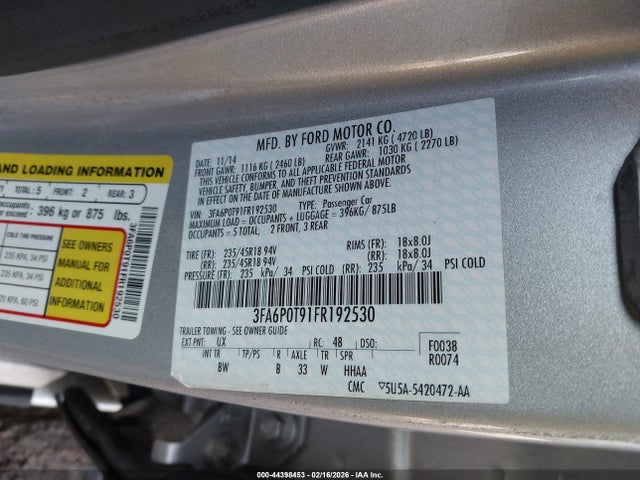 AND LOADING INFORMATION
TOTAL: 5 FRONT: 2 REAR: 3
exceed: 396 kg or 875 lbs.
COLD TIRE PRESSURE
235 KPA, 34
235 KPA, 34
KPA, 60 PSI
SEE OWNERS
MANUAL FOR
ADDITIONAL
INFORMATION
3FA6P0T91FR192530
MFD. BY FORD MOTOR CO.
DATE: 11/14 GVWR: 2141 KG ( 4720 LB)
FRONT GAWR: 1116 KG ( 2460 LB) REAR GAWR: 1030 KG ( 2270 LB)
THIS VEHICLE CONFORMS TO ALL APPLICABLE FEDERAL MOTOR
VEHICLE SAFETY, BUMPER, AND THEFT PREVENTION STANDARDS
IN EFFECT ON THE DATE OF MANUFACTURE SHOWN ABOVE.
VIN: 3FA6P0T91FR192530 TYPE: Passenger Car
MAXIMUM LOAD = OCCUPANTS + LUGGAGE = 396KG/ 875LB
OCCUPANTS = 5 TOTAL: 2 FRONT, 3 REAR
TIRE (FR): 235/45R18 94V RIMS (FR): 18x8.0J
(RR): 235/45R18 94V (RR): 18x8.0J
PRESSURE (FR): 235 kPA/ 34 PSI COLD (RR): 235 kPA/ 34 PSI COLD
3FA6P0T91FR192530
TRAILER TOWING - SEE OWNER GUIDE
EXT PNT: UX RC: 48 DSO: F0038
INT TR TP/PS R AXLE TR SPR R0074
BW B 33 W HHAA
CMC 5U5A-5420472-AA
000-44398453 - 02/16/2026 - IAA, Inc.